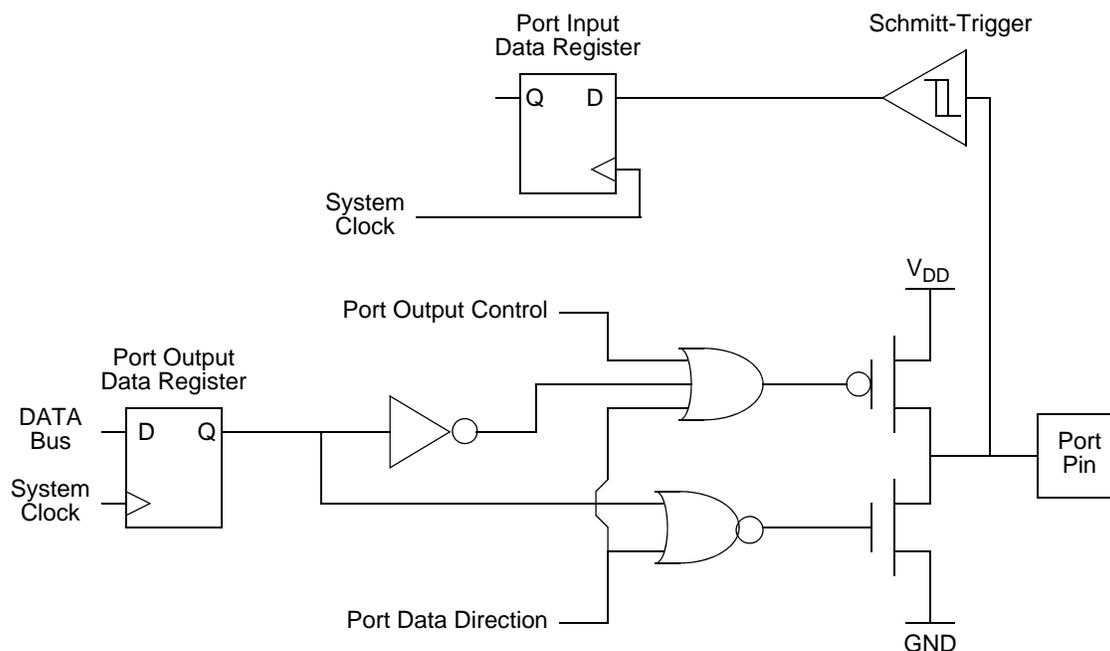 Port Input
Data Register
Schmitt-Trigger
Q D
System
Clock
VDD
Port Output Control
Port Output
Data Register
DATA
Bus
D Q
System
Clock
Port
Pin
Port Data Direction
GND